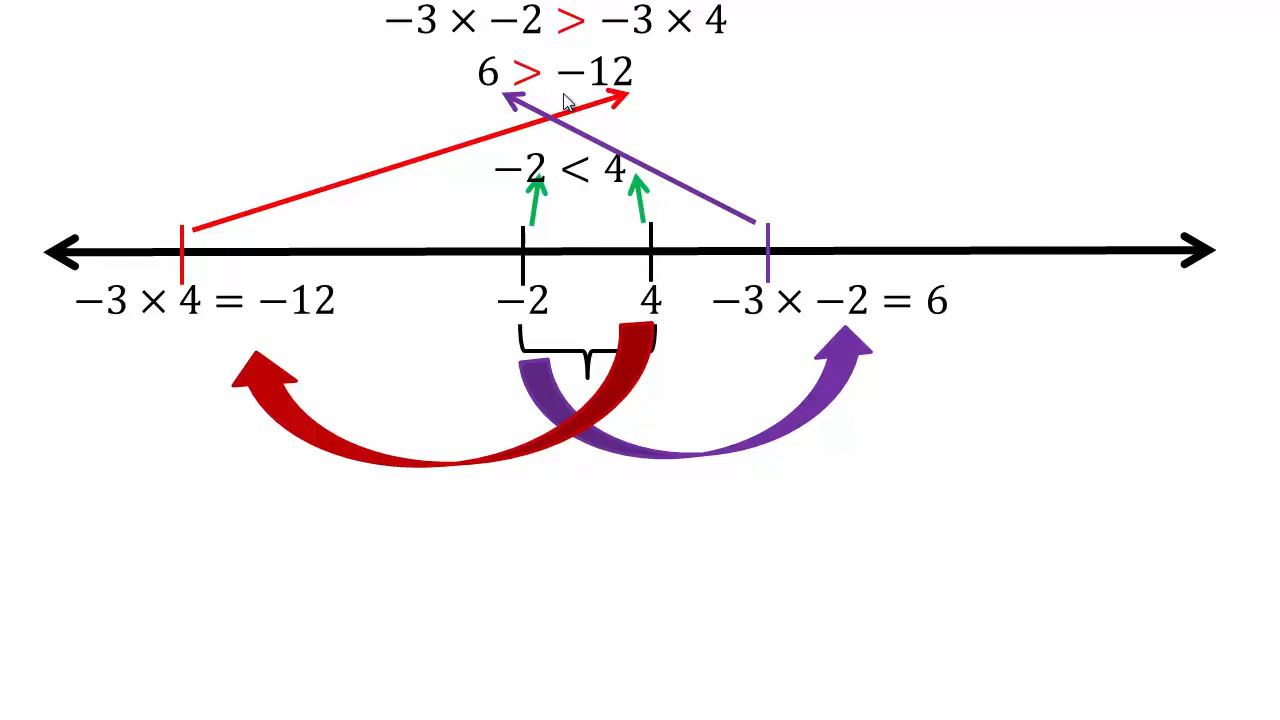 −3 × −2 > −3 × 4
6 > −12
−2 < 4
−3 × 4 = −12
−2
4
−3 × −2 = 6